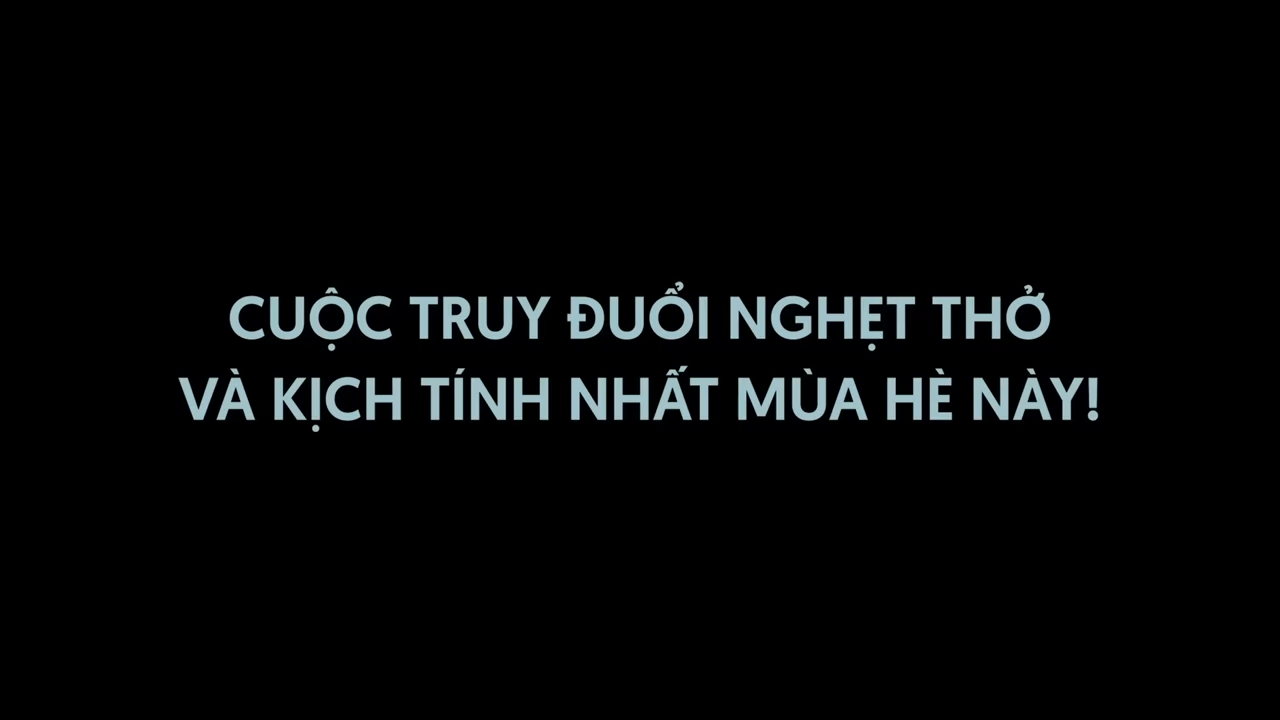 CUỘC TRUY ĐUỔI NGHẸT THỞ
VÀ KỊCH TÍNH NHẤT MÙA HÈ NÀY!